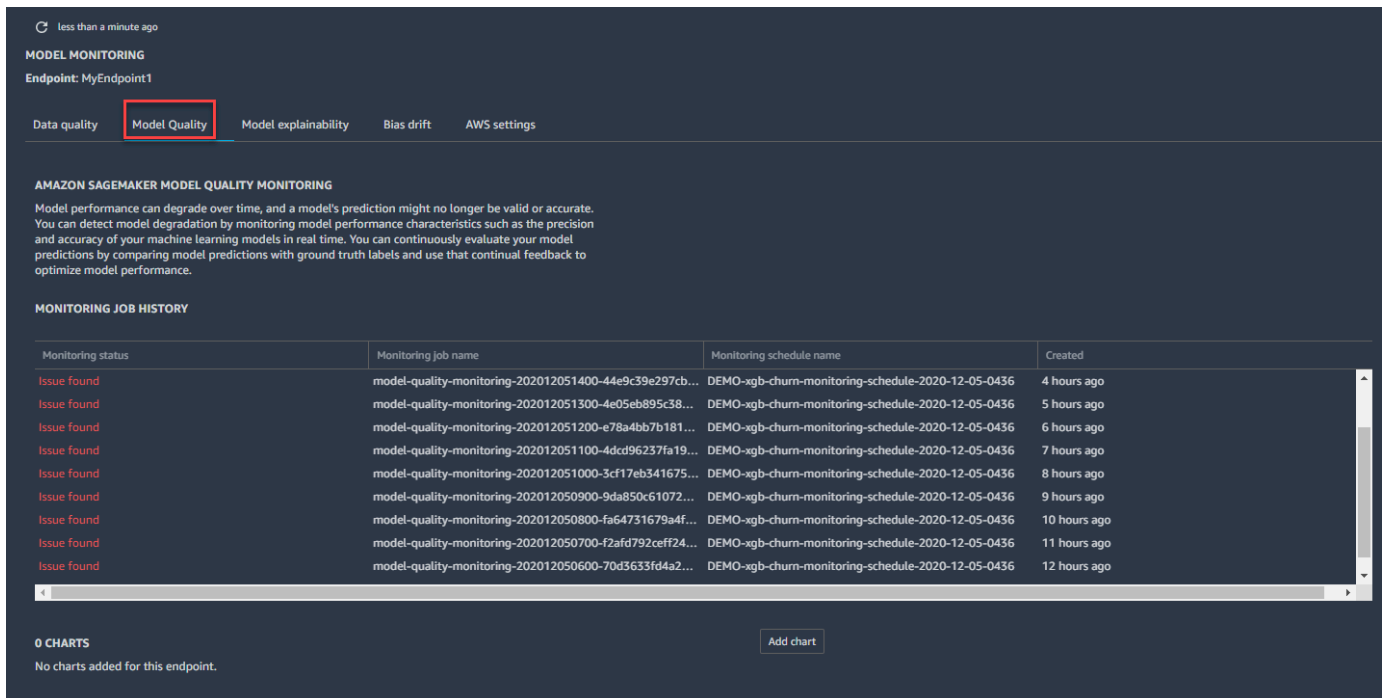 less than a minute ago
MODEL MONITORING
Endpoint: MyEndpoint1
Data quality Model Quality Model explainability Bias drift AWS settings
AMAZON SAGEMAKER MODEL QUALITY MONITORING
Model performance can degrade over time, and a model's prediction might no longer be valid or accurate.
You can detect model degradation by monitoring model performance characteristics such as the precision
and accuracy of your machine learning models in real time. You can continuously evaluate your model
predictions by comparing model predictions with ground truth labels and use that continual feedback to
optimize model performance.
MONITORING JOB HISTORY
Monitoring status Monitoring job name Monitoring schedule name Created
Issue found model-quality-monitoring-202012051400-44e9c39e297cb... DEMO-xgb-churn-monitoring-schedule-2020-12-05-0436 4 hours ago
Issue found model-quality-monitoring-202012051300-4e05eb895c38... DEMO-xgb-churn-monitoring-schedule-2020-12-05-0436 5 hours ago
Issue found model-quality-monitoring-202012051200-e78a4bb7b181... DEMO-xgb-churn-monitoring-schedule-2020-12-05-0436 6 hours ago
Issue found model-quality-monitoring-202012051100-4dcd96237fa19... DEMO-xgb-churn-monitoring-schedule-2020-12-05-0436 7 hours ago
Issue found model-quality-monitoring-202012051000-3cf17eb341675... DEMO-xgb-churn-monitoring-schedule-2020-12-05-0436 8 hours ago
Issue found model-quality-monitoring-202012050900-9da850c61072... DEMO-xgb-churn-monitoring-schedule-2020-12-05-0436 9 hours ago
Issue found model-quality-monitoring-202012050800-fa64731679a4f... DEMO-xgb-churn-monitoring-schedule-2020-12-05-0436 10 hours ago
Issue found model-quality-monitoring-202012050700-f2afd792ceff24... DEMO-xgb-churn-monitoring-schedule-2020-12-05-0436 11 hours ago
Issue found model-quality-monitoring-202012050600-70d3633fd4a2... DEMO-xgb-churn-monitoring-schedule-2020-12-05-0436 12 hours ago
0 CHARTS Add chart
No charts added for this endpoint.